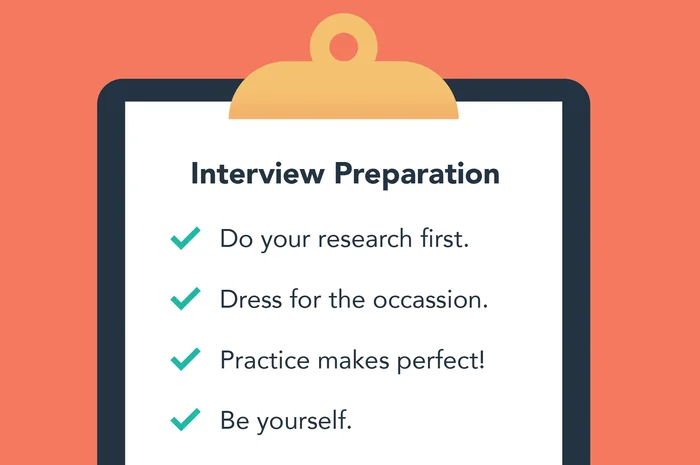 Interview Preparation
Do your research first.
Dress for the occassion.
Practice makes perfect!
Be yourself.